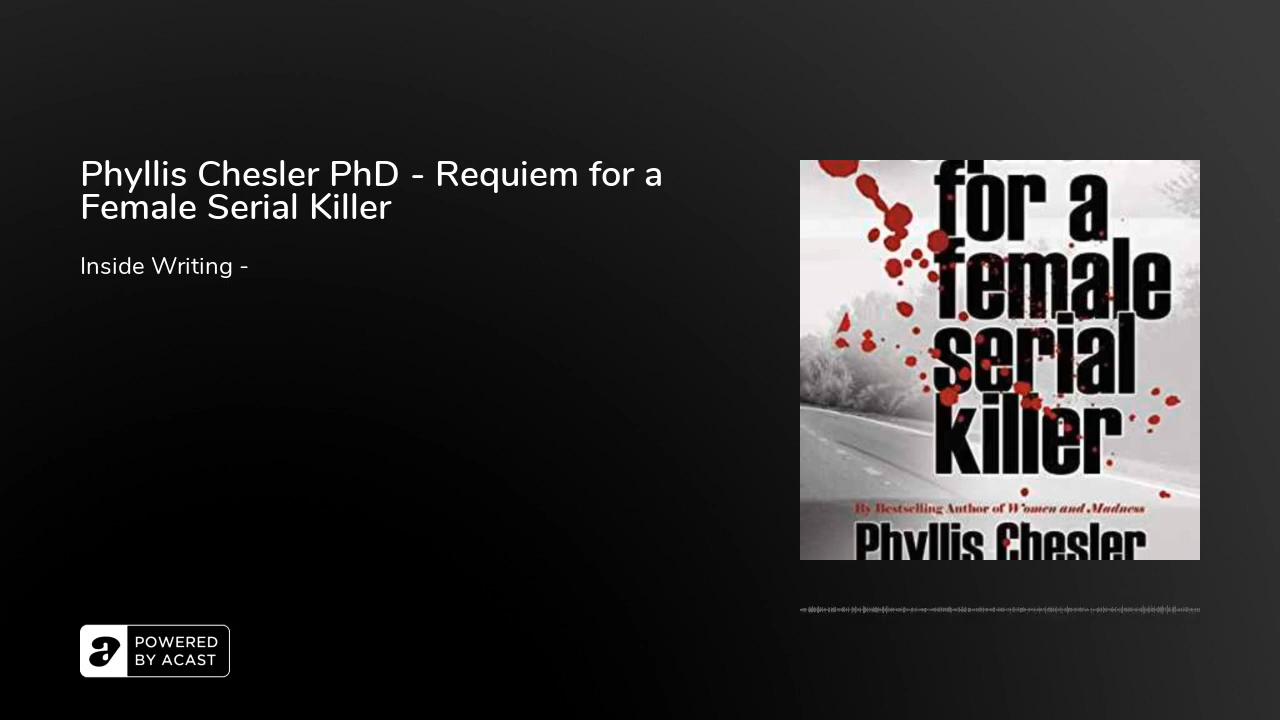 Phyllis Chesler PhD - Requiem for a
Female Serial Killer
Inside Writing -
for a
female
serial
killer
By Bestselling Author of Women and Madness
Phyllis Chesler
a
POWERED
BY ACAST